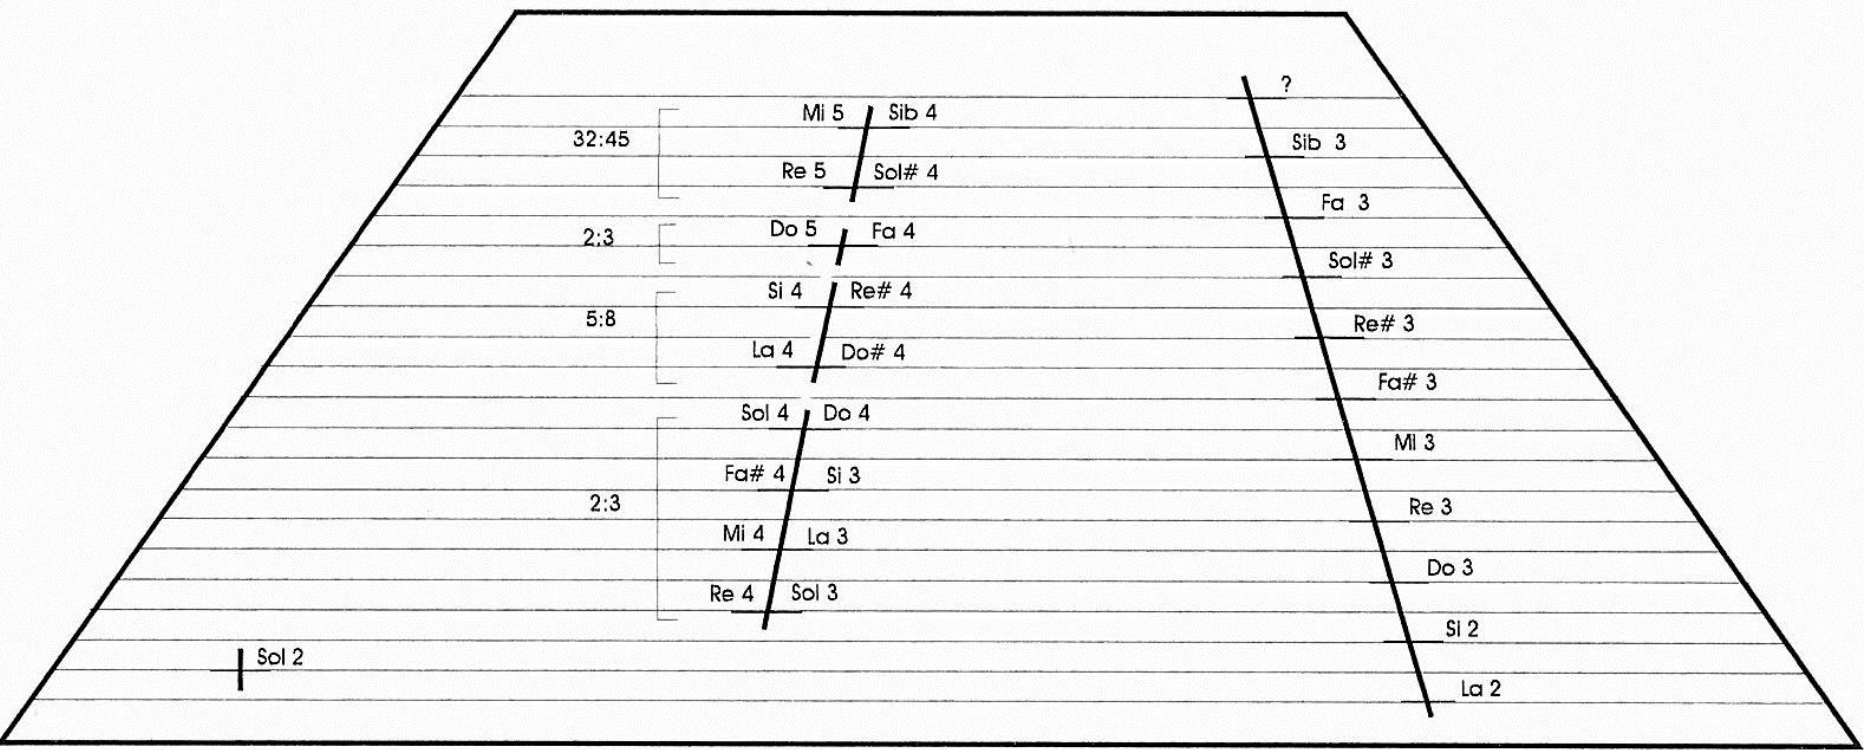 ?
Mi 5 Sib 4
32:45 Sib 3
Re 5 Sol# 4
Fa 3
2:3 Do 5 Fa 4
Sol# 3
Si 4 Re# 4
5:8 Re# 3
La 4 Do# 4
Fa# 3
Sol 4 Do 4
MI 3
Fa# 4 Si 3
2:3 Re 3
Mi 4 La 3
Do 3
Re 4 Sol 3
Si 2
Sol 2
La 2